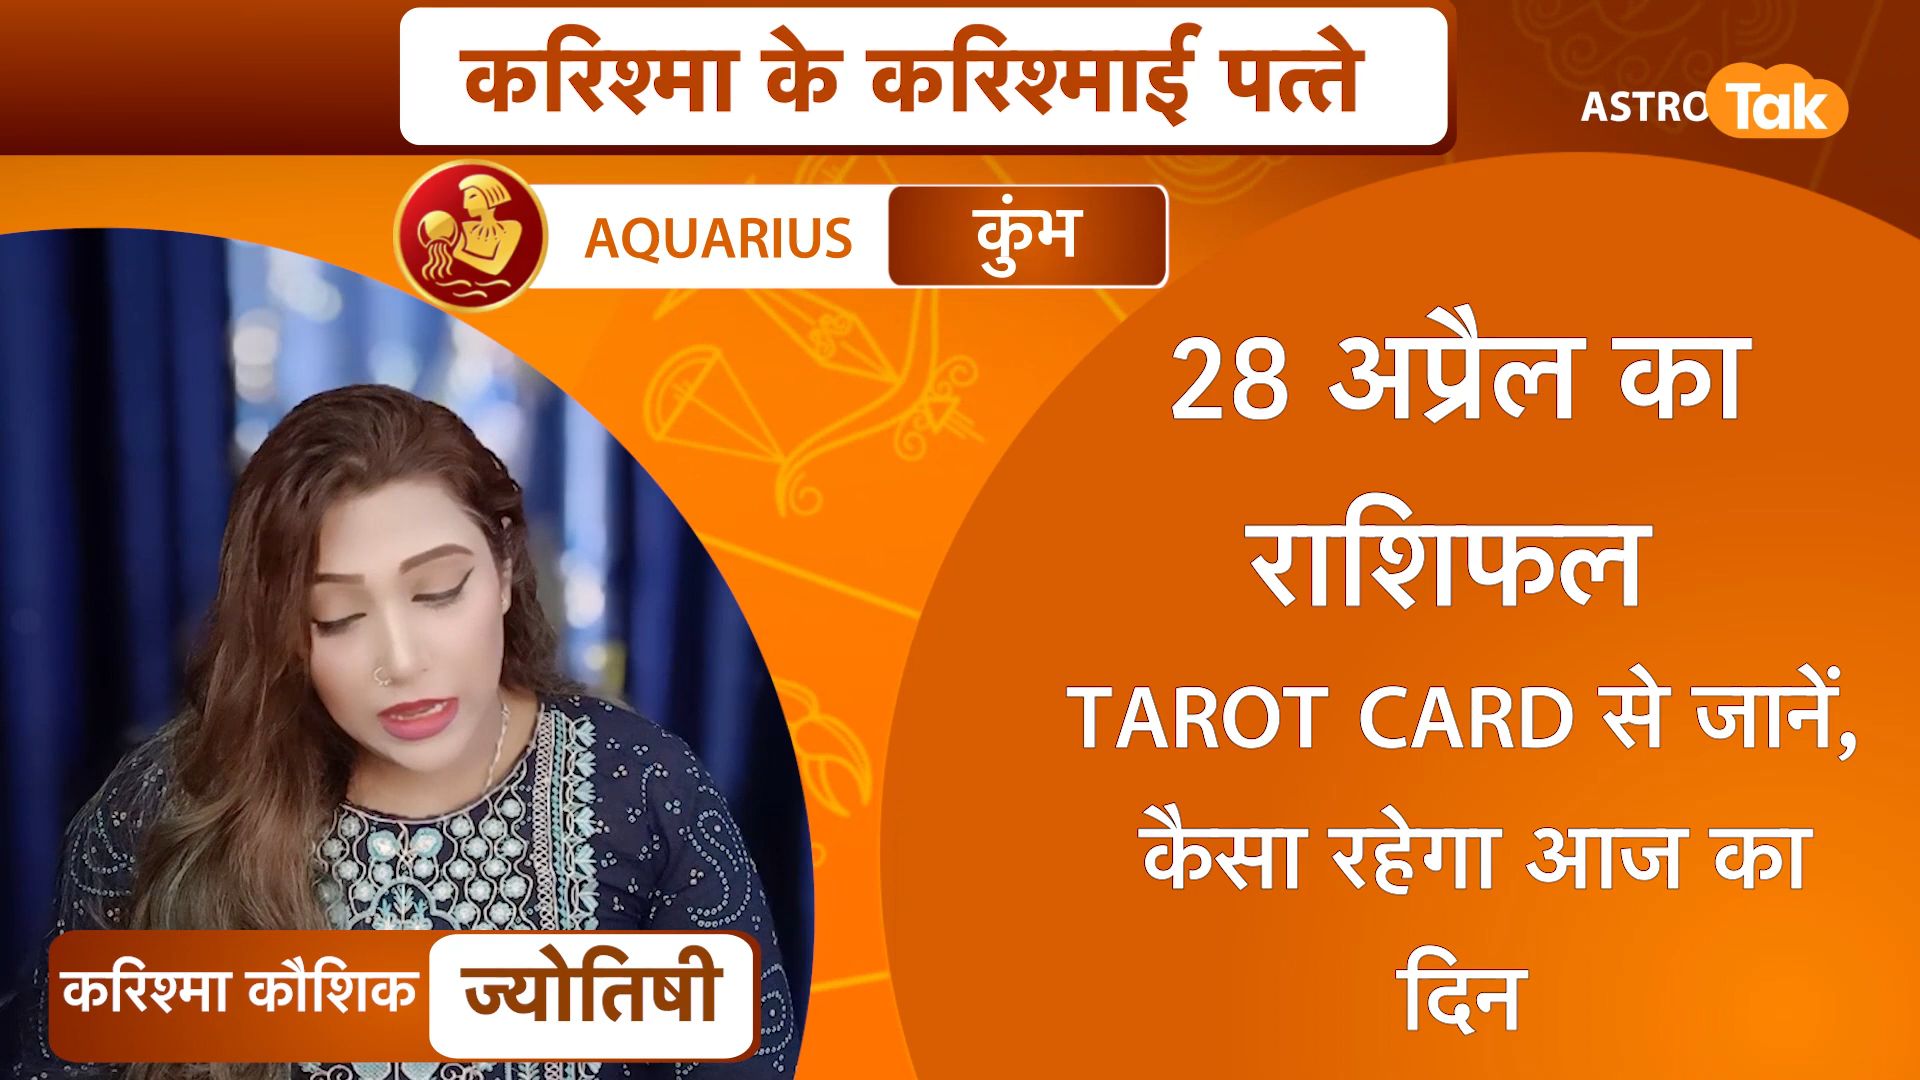 करिश्मा के करिश्माई पत्ते
ASTRO Tak
AQUARIUS कुंभ
28 अप्रैल का
राशिफल
TAROT CARD से जानें,
कैसा रहेगा आज का
दिन
करिश्मा कौशिक ज्योतिषी